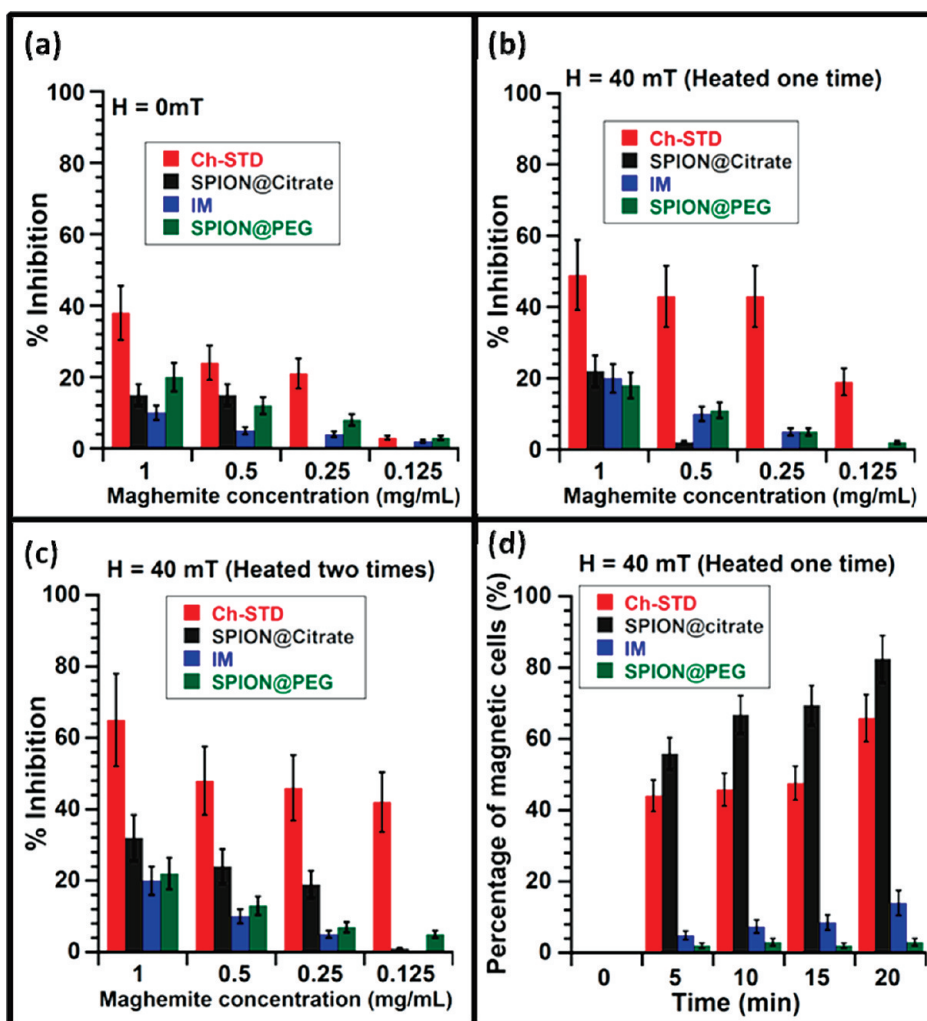 (a)
H = 0mT
Ch-STD
SPION@Citrate
IM
SPION@PEG
% Inhibition
100
80
60
40
20
0
1 0.5 0.25 0.125
Maghemite concentration (mg/mL)
(b)
H = 40 mT (Heated one time)
Ch-STD
SPION@Citrate
IM
SPION@PEG
% Inhibition
100
80
60
40
20
0
1 0.5 0.25 0.125
Maghemite concentration (mg/mL)
(c)
H = 40 mT (Heated two times)
Ch-STD
SPION@Citrate
IM
SPION@PEG
% Inhibition
100
80
60
40
20
0
1 0.5 0.25 0.125
Maghemite concentration (mg/mL)
(d)
H = 40 mT (Heated one time)
Ch-STD
SPION@citrate
IM
SPION@PEG
Percentage of magnetic cells (%)
100
80
60
40
20
0
0 5 10 15 20
Time (min)